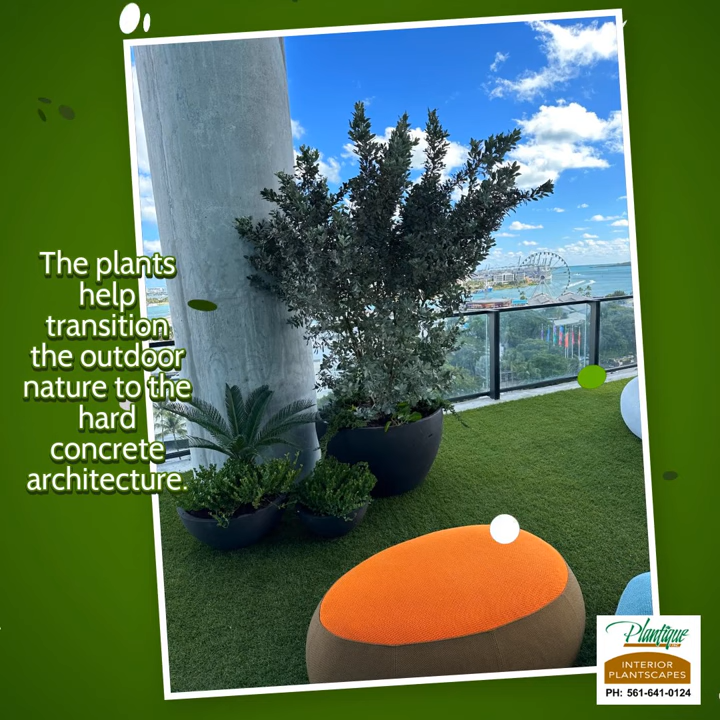 The plants
help
transition
the outdoor
nature to the
hard
concrete
architecture.
Plantique
INTERIOR
PLANTSCAPES
PH: 561-641-0124